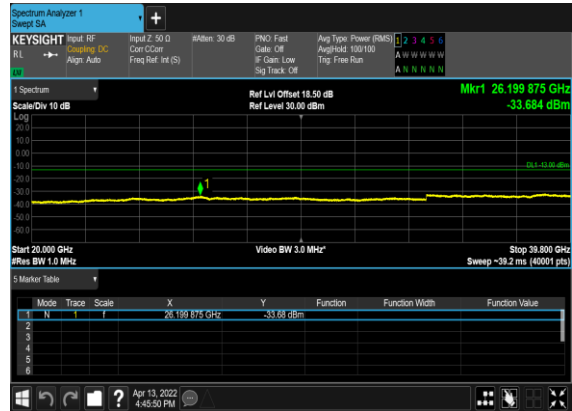 Spectrum Analyzer 1
Swept SA
+
KEYSIGHT Input: RF Input Z: 50 Ω #Atten: 30 dB PNO: Fast Avg Type: Power (RMS) 1 2 3 4 5 6
RL Coupling: DC Corr CCorr Gate: Off Avg|Hold: 100/100 A W W W W W
Align: Auto Freq Ref: Int (S) IF Gain: Low Trig: Free Run
LW Sig Track: Off A N N N N N
1 Spectrum Ref Lvl Offset 18.50 dB Mkr1 26.199 875 GHz
Scale/Div 10 dB Ref Level 30.00 dBm -33.684 dBm
Log
20.0
10.0
0.00
-10.0 DL1 -13.00 dBm
-20.0
-30.0 1
-40.0
-50.0
-60.0
Start 20.000 GHz Video BW 3.0 MHz* Stop 39.800 GHz
#Res BW 1.0 MHz Sweep ~39.2 ms (40001 pts)
5 Marker Table
Mode Trace Scale X Y Function Function Width Function Value
1 N 1 f 26.199 875 GHz -33.68 dBm
2
3
4
5
6
? Apr 13, 2022
4:45:50 PM